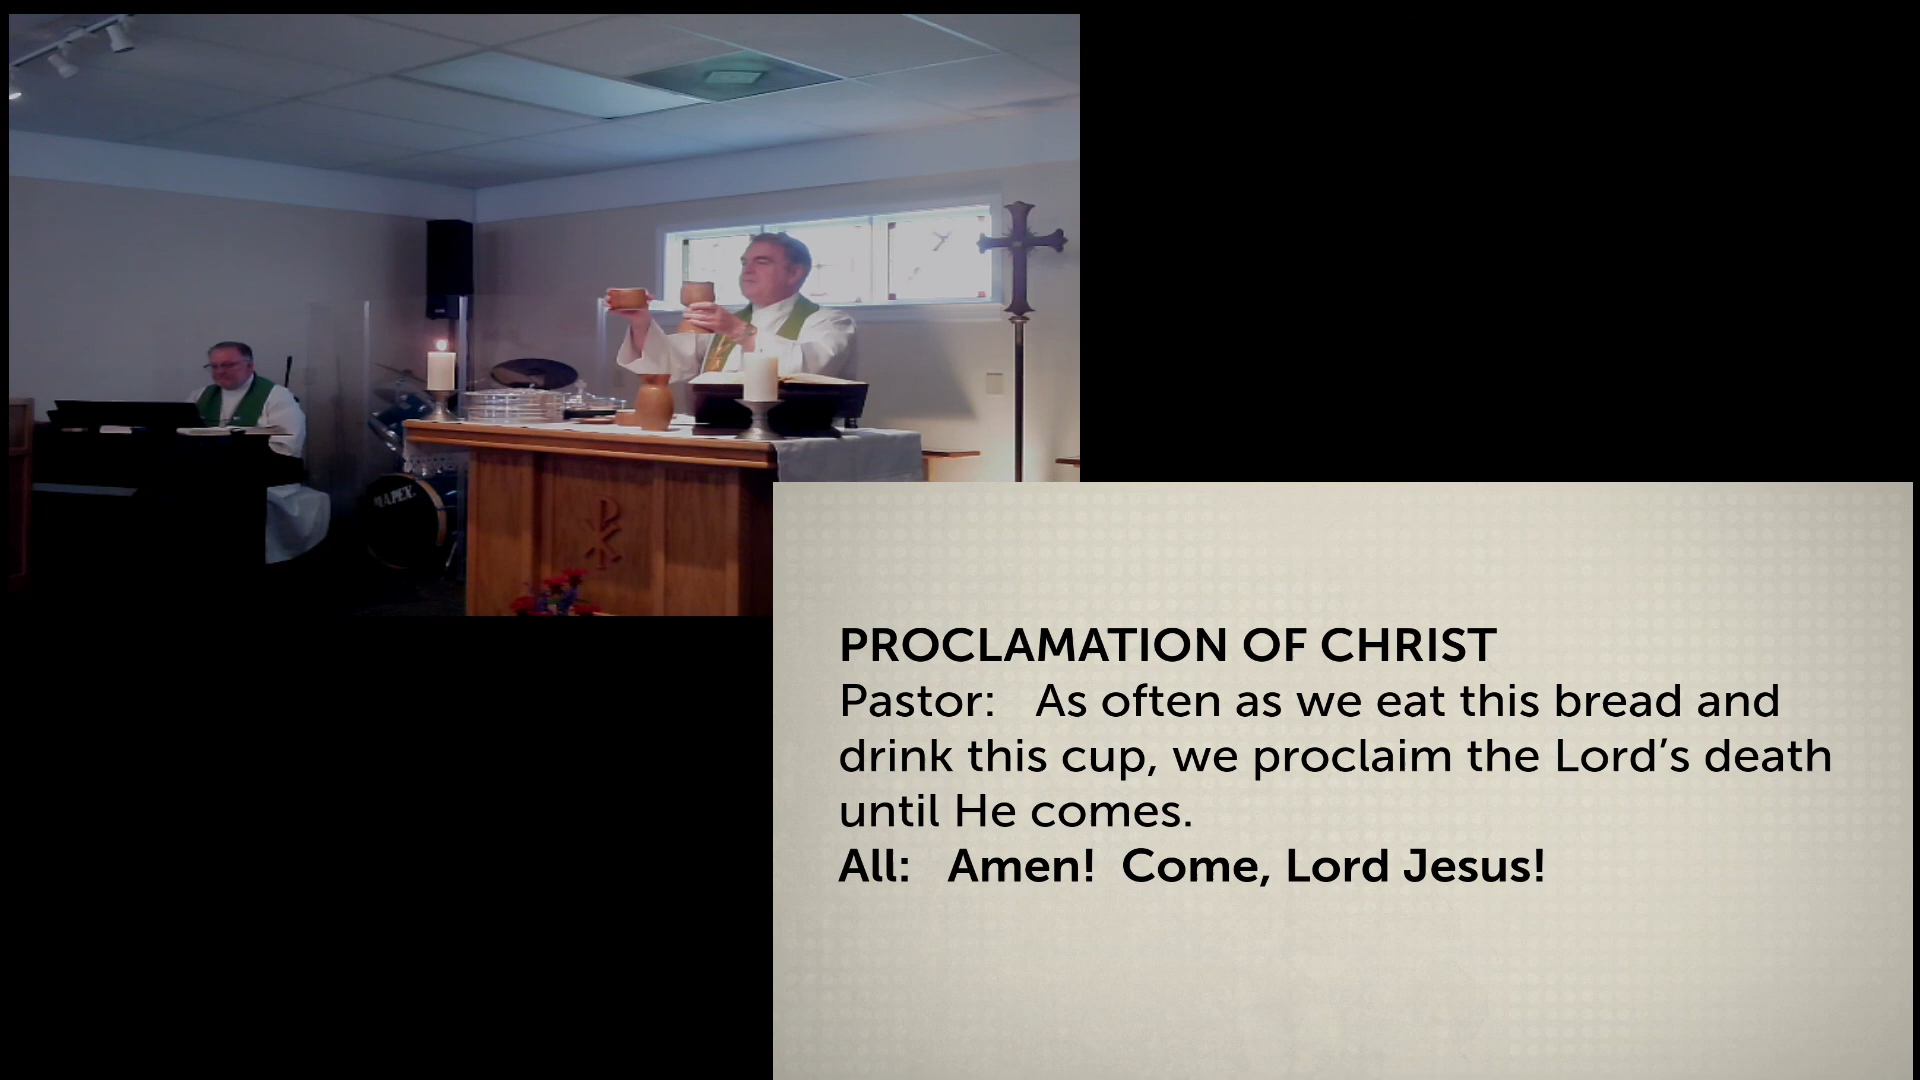 MAPEX
PROCLAMATION OF CHRIST
Pastor:   As often as we eat this bread and
drink this cup, we proclaim the Lord’s death
until He comes.
All:   Amen!  Come, Lord Jesus!